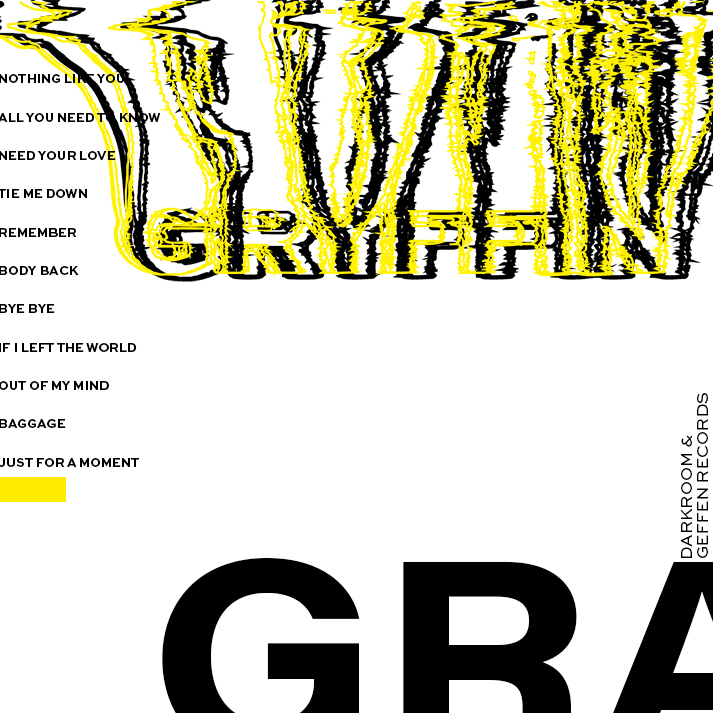 NOTHING LIKE YOU
ALL YOU NEED TO KNOW
NEED YOUR LOVE
TIE ME DOWN
REMEMBER
BODY BACK
BYE BYE
IF I LEFT THE WORLD
OUT OF MY MIND
BAGGAGE
JUST FOR A MOMENT
GRYFFIN
DARKROOM &
GEFFEN RECORDS
GRA